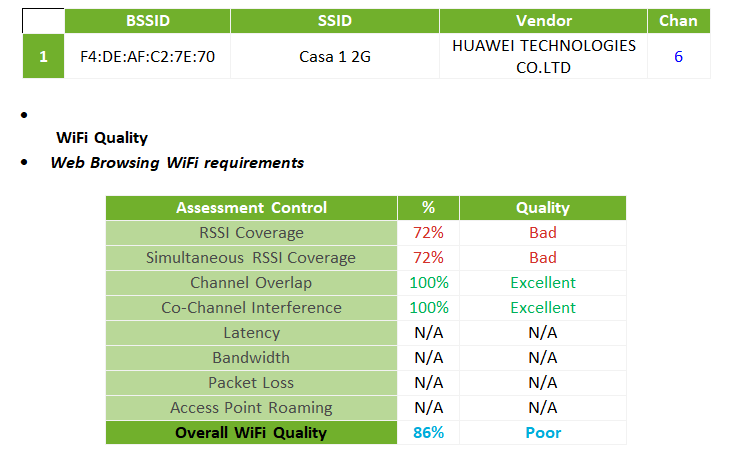 BSSID SSID Vendor Chan
1 F4:DE:AF:C2:7E:70 Casa 1 2G HUAWEI TECHNOLOGIES CO.LTD 6
WiFi Quality
Web Browsing WiFi requirements
Assessment Control % Quality
RSSI Coverage 72% Bad
Simultaneous RSSI Coverage 72% Bad
Channel Overlap 100% Excellent
Co-Channel Interference 100% Excellent
Latency N/A N/A
Bandwidth N/A N/A
Packet Loss N/A N/A
Access Point Roaming N/A N/A
Overall WiFi Quality 86% Poor